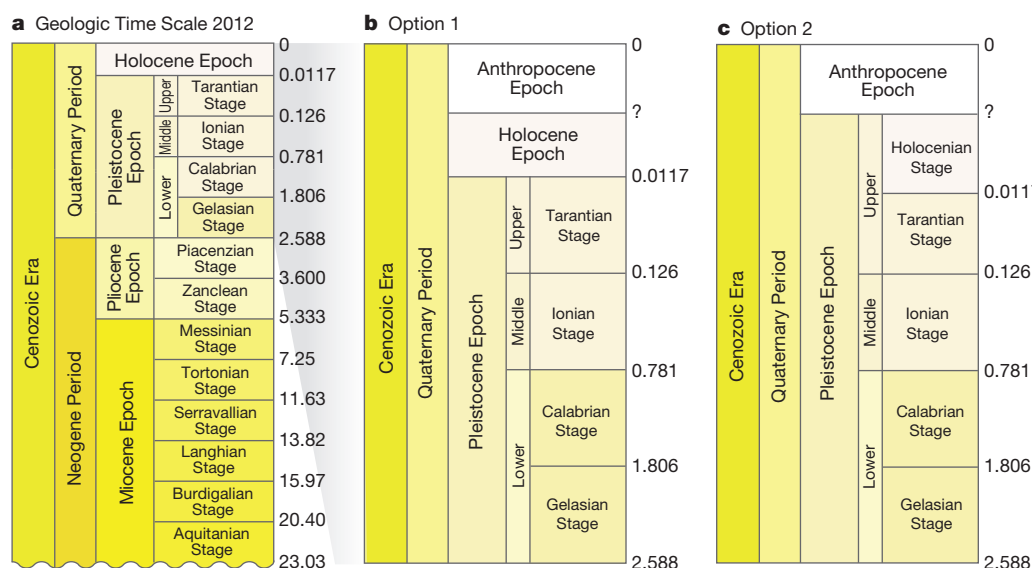 a Geologic Time Scale 2012
Cenozoic Era
Quaternary Period
Neogene Period
Holocene Epoch
Pleistocene
Epoch
Pliocene
Epoch
Miocene Epoch
Upper
Middle
Lower
Tarantian
Stage
Ionian
Stage
Calabrian
Stage
Gelasian
Stage
Piacenzian
Stage
Zanclean
Stage
Messinian
Stage
Tortonian
Stage
Serravallian
Stage
Langhian
Stage
Burdigalian
Stage
Aquitanian
Stage
0
0.0117
0.126
0.781
1.806
2.588
3.600
5.333
7.25
11.63
13.82
15.97
20.40
23.03
b Option 1
Cenozoic Era
Quaternary Period
Anthropocene
Epoch
Holocene
Epoch
Pleistocene Epoch
Upper
Middle
Lower
Tarantian
Stage
Ionian
Stage
Calabrian
Stage
Gelasian
Stage
0
?
0.0117
0.126
0.781
1.806
2.588
c Option 2
Cenozoic Era
Quaternary Period
Anthropocene
Epoch
Pleistocene Epoch
Upper
Middle
Lower
Holocenian
Stage
Tarantian
Stage
Ionian
Stage
Calabrian
Stage
Gelasian
Stage
0
?
0.0117
0.126
0.781
1.806
2.588